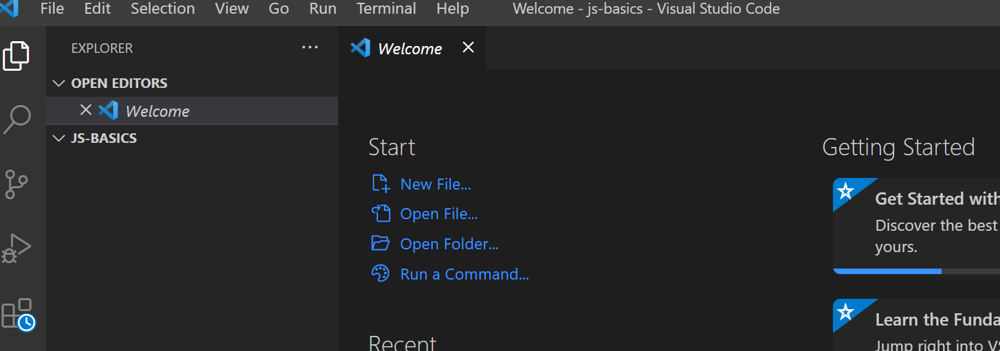 File Edit Selection View Go Run Terminal Help Welcome - js-basics - Visual Studio Code
EXPLORER ...
OPEN EDITORS
Welcome
JS-BASICS
Welcome
Start
New File...
Open File...
Open Folder...
Run a Command...
Recent
Getting Started
Get Started with
Discover the best
yours.
Learn the Funda
Jump right into VS